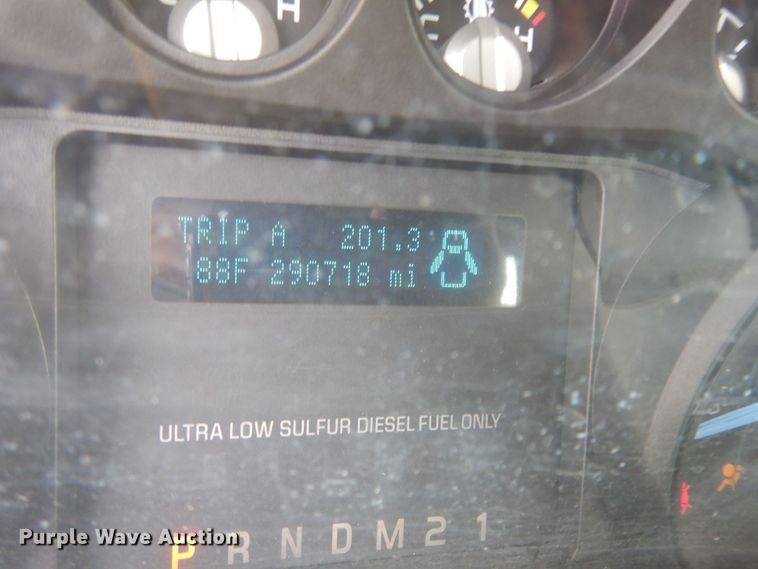 H
H
TRIP A 201.3
88F 290718 mi
ULTRA LOW SULFUR DIESEL FUEL ONLY
P R N D M 2 1
Purple Wave Auction